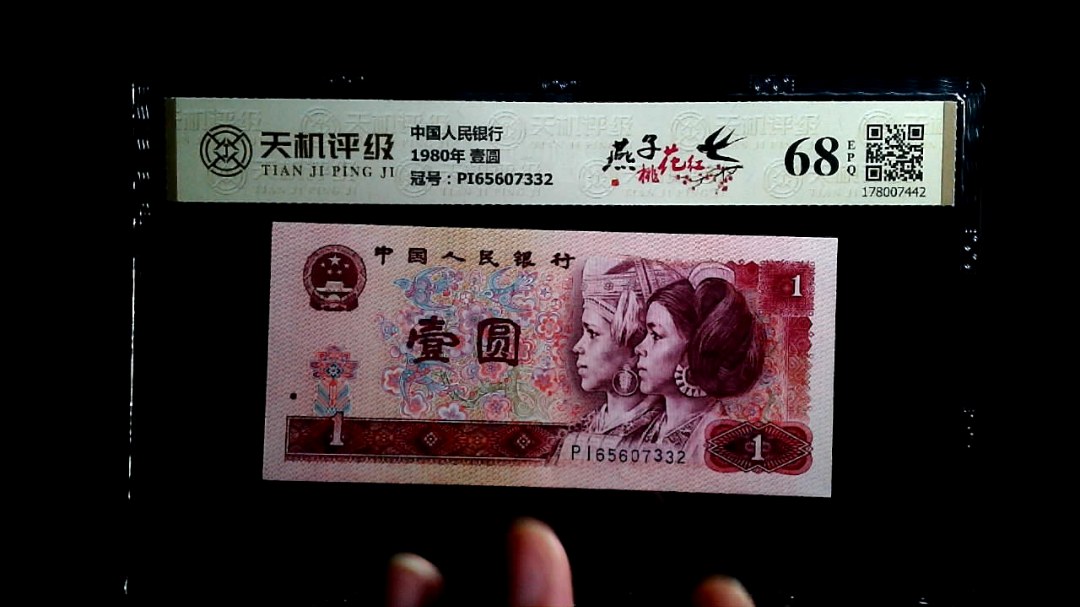 天机评级
TIAN JI PING JI
中国人民银行
1980年 壹圆
冠号：PI65607332
燕子
桃花红
68
EPQ
178007442
中国人民银行
壹圆
1
1
1
PI65607332